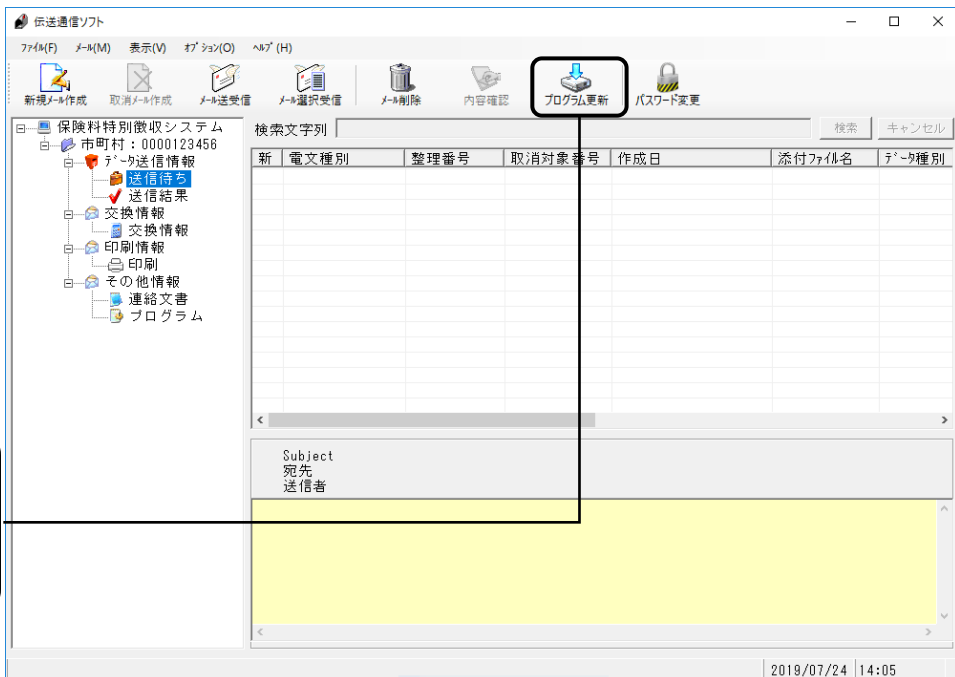 伝送通信ソフト
ファイル(F) メール(M) 表示(V) オプション(O) ヘルプ(H)
新規メール作成 取消メール作成 メール送受信 メール選択受信 メール削除 内容確認 プログラム更新 パスワード変更
保険料特別徴収システム
市町村：0000123456
データ送信情報
送信待ち
送信結果
交換情報
交換情報
印刷情報
印刷
その他情報
連絡文書
プログラム
検索文字列 検索 キャンセル
新 電文種別 整理番号 取消対象番号 作成日 添付ファイル名 データ種別
Subject
宛先
送信者
2019/07/24 14:05